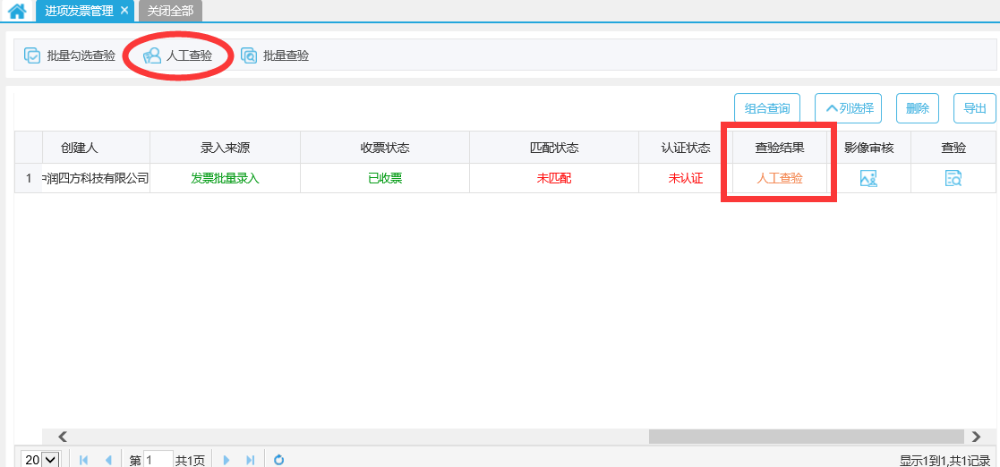 进项发票管理 × 关闭全部
批量勾选查验 人工查验 批量查验
组合查询 列选择 删除 导出
创建人 录入来源 收票状态 匹配状态 认证状态 查验结果 影像审核 查验
1 润四方科技有限公司 发票批量录入 已收票 未匹配 未认证 人工查验
20 第 1 共1页 显示1到1,共1记录